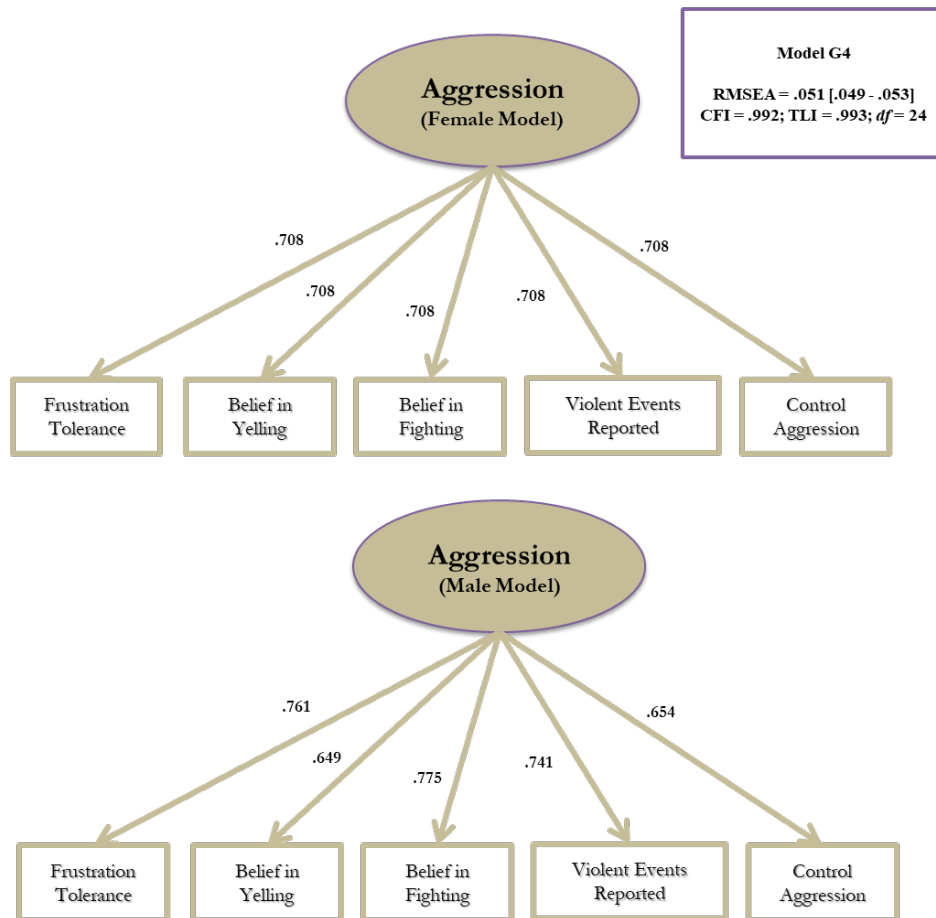 Model G4
RMSEA = .051 [.049 - .053]
CFI = .992; TLI = .993; df = 24
Aggression
(Female Model)
.708
.708
.708
.708
.708
Frustration
Tolerance
Belief in
Yelling
Belief in
Fighting
Violent Events
Reported
Control
Aggression
Aggression
(Male Model)
.761
.649
.775
.741
.654
Frustration
Tolerance
Belief in
Yelling
Belief in
Fighting
Violent Events
Reported
Control
Aggression